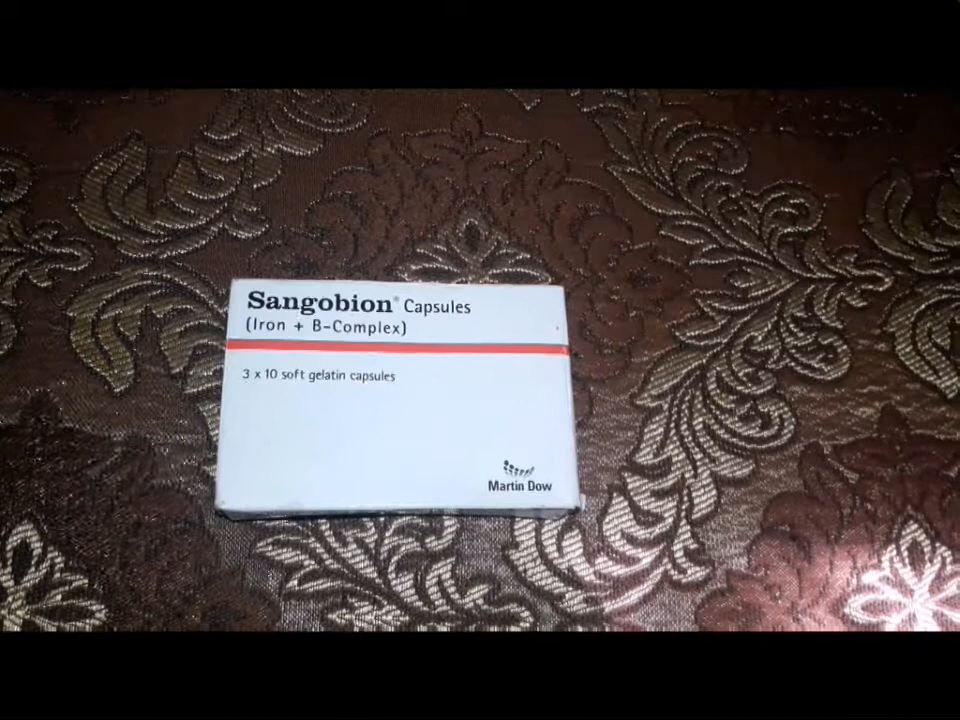 Sangobion® Capsules
(Iron + B-Complex)
3 x 10 soft gelatin capsules
Martin Dow